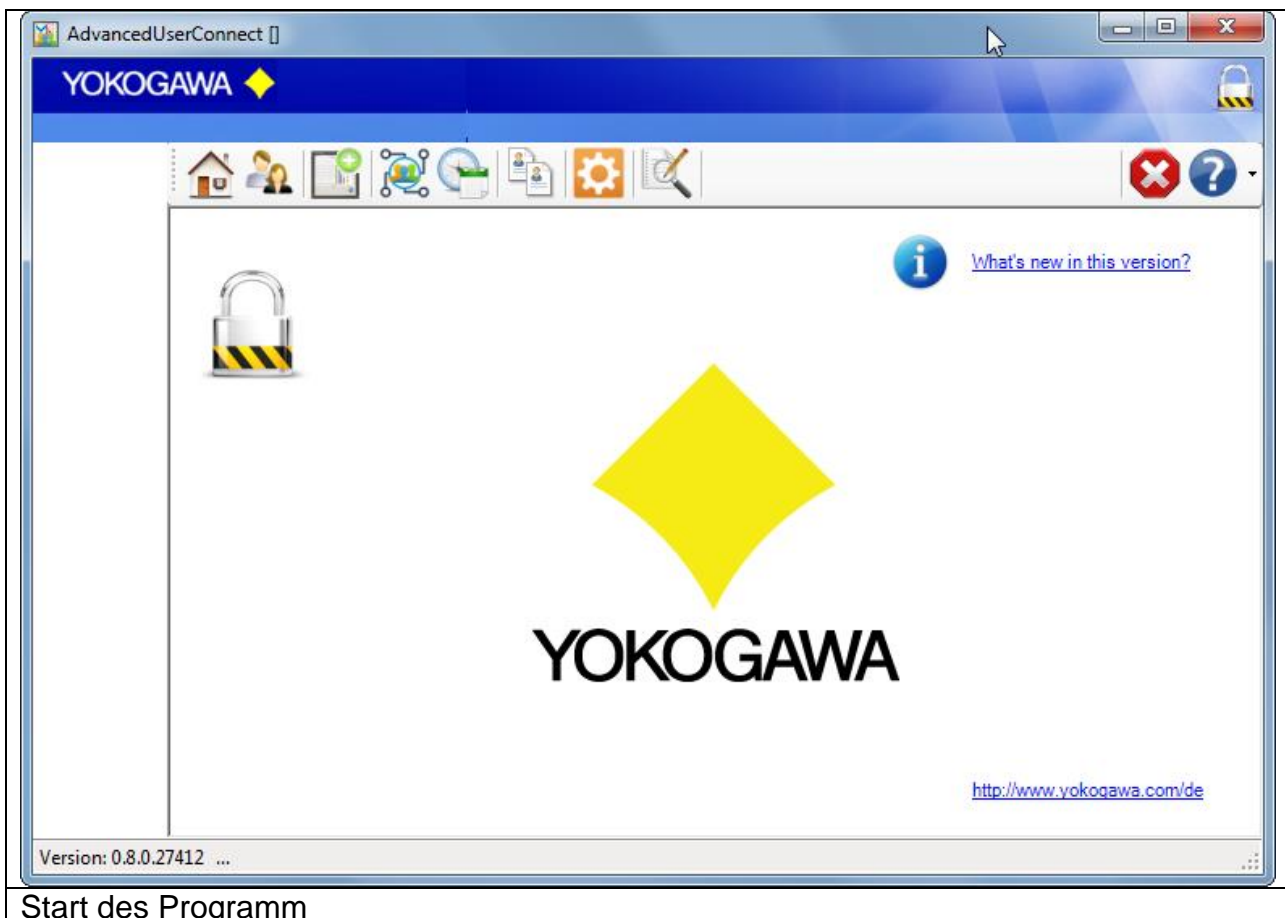 AdvancedUserConnect []
YOKOGAWA
What's new in this version?
YOKOGAWA
http://www.yokogawa.com/de
Version: 0.8.0.27412 ...
Start des Programm